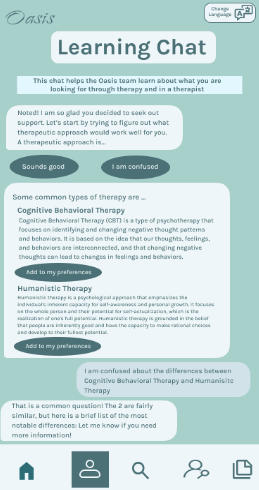 Oasis
Change
Language
Learning Chat
This chat helps the Oasis team learn about what you are
looking for through therapy and in a therapist
Noted! I am so glad you decided to seek out
support. Let's start by trying to figure out what
therapeutic approach would work well for you.
A therapeutic approach is...
Sounds good
I am confused
Some common types of therapy are ...
Cognitive Behavioral Therapy
Cognitive Behavioral Therapy (CBT) is a type of psychotherapy that
focuses on identifying and changing negative thought patterns
and behaviors. It is based on the idea that our thoughts, feelings,
and behaviors are interconnected, and that changing negative
thoughts can lead to changes in feelings and behaviors.
Add to my preferences
Humanistic Therapy
Humanistic therapy is a psychological approach that emphasizes the
individual's inherent capacity for self-awareness and personal growth. It focuses
on the whole person and their potential for self-actualization, which is the
realization of one's full potential. Humanistic therapy is grounded in the belief
that people are inherently good and have the capacity to make rational choices
and develop to their fullest potential.
Add to my preferences
I am confused about the differences between
Cognitive Behavioral Therapy and Humanisitc
Therapy
That is a common question! The 2 are fairly
similar, but here is a brief list of the most
notable differences: Let me know if you need
more information!